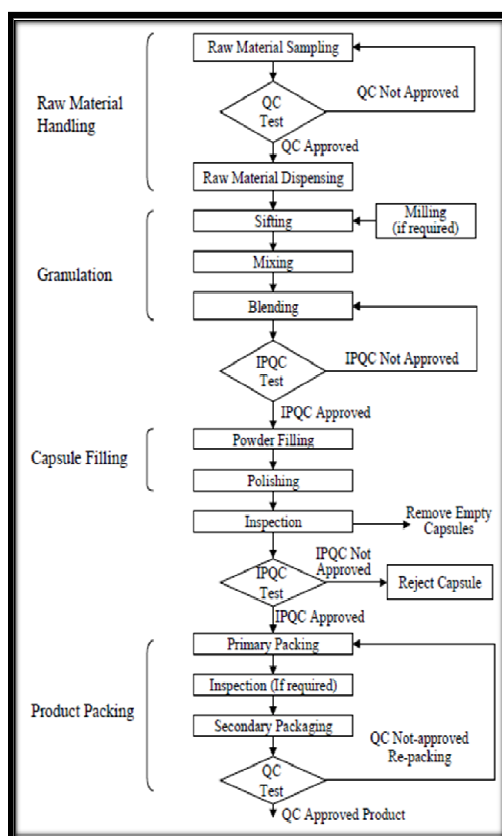 Raw Material Sampling
QC Not Approved
QC
Test
Raw Material
Handling
QC Approved
Raw Material Dispensing
Sifting
Milling
(if required)
Mixing
Granulation
Blending
IPQC
Test
IPQC Not Approved
IPQC Approved
Powder Filling
Capsule Filling
Polishing
Inspection
Remove Empty
Capsules
IPQC Not
Approved
IPQC
Test
Reject Capsule
IPQC Approved
Primary Packing
Inspection (If required)
Product Packing
Secondary Packaging
QC Not-approved
Re-packing
QC
Test
QC Approved Product